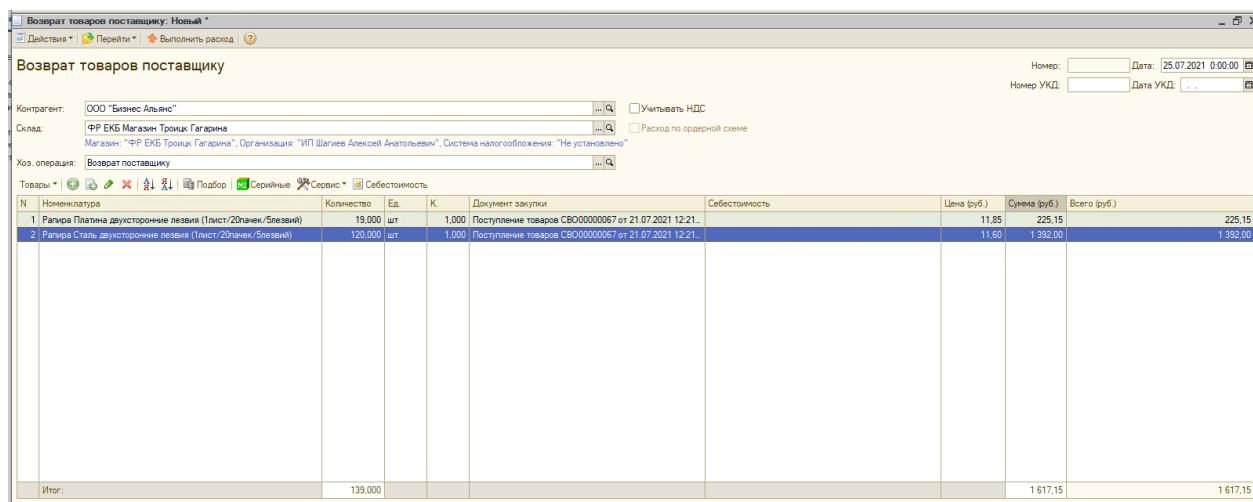 Возврат товаров поставщику: Новый *
Действия Перейти Выполнить расход ?
Возврат товаров поставщику
Номер: Дата: 25.07.2021 0:00:00
Номер УКД: Дата УКД: . .
Контрагент: ООО "Бизнес Альянс" ... Учитывать НДС
Склад: ФР ЕКБ Магазин Троицк Гагарина ... Расход по ордерной схеме
Магазин: "ФР ЕКБ Троицк Гагарина", Организация: "ИП Шагиев Алексей Анатольевич", Система налогообложения: "Не установлено"
Хоз. операция: Возврат поставщику ...
Товары Подбор № Серийные Сервис Себестоимость
N Номенклатура Количество Ед. К. Документ закупки Себестоимость Цена (руб.) Сумма (руб.) Всего (руб.)
1 Рапира Платина двухсторонние лезвия (1лист/20пачек/5лезвий) 19,000 шт 1,000 Поступление товаров СВО00000067 от 21.07.2021 12:21... 11,85 225,15 225,15
2 Рапира Сталь двухсторонние лезвия (1лист/20пачек/5лезвий) 120,000 шт 1,000 Поступление товаров СВО00000067 от 21.07.2021 12:21... 11,60 1 392,00 1 392,00
Итог: 139,000 1 617,15 1 617,15